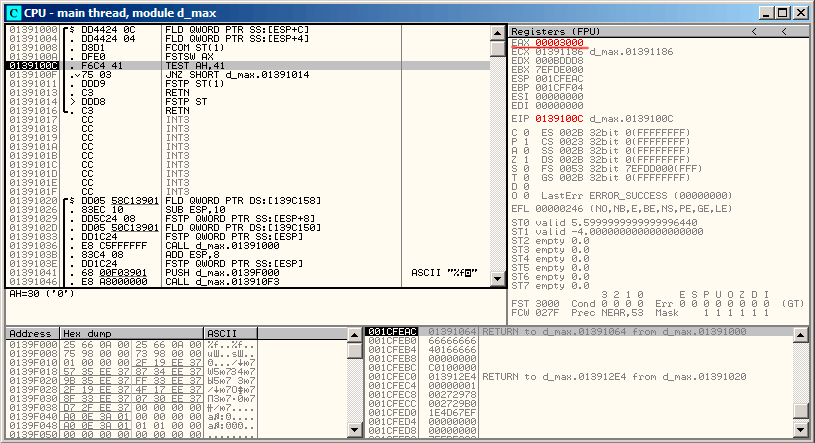 CPU - main thread, module d_max
01391000 $ DD4424 0C FLD QWORD PTR SS:[ESP+C]
01391004 . DD4424 04 FLD QWORD PTR SS:[ESP+4]
01391008 . D8D1 FCOM ST(1)
0139100A . DFE0 FSTSW AX
0139100C . F6C4 41 TEST AH,41
0139100F . 75 03 JNZ SHORT d_max.01391014
01391011 . DDD9 FSTP ST(1)
01391013 . C3 RETN
01391014 > DDD8 FSTP ST
01391016 . C3 RETN
01391017 CC INT3
01391018 CC INT3
01391019 CC INT3
0139101A CC INT3
0139101B CC INT3
0139101C CC INT3
0139101D CC INT3
0139101E CC INT3
0139101F CC INT3
01391020 $ DD05 58C13901 FLD QWORD PTR DS:[139C158]
01391026 . 83EC 10 SUB ESP,10
01391029 . DD5C24 08 FSTP QWORD PTR SS:[ESP+8]
0139102D . DD05 50C13901 FLD QWORD PTR DS:[139C150]
01391033 . DD1C24 FSTP QWORD PTR SS:[ESP]
01391036 . E8 C5FFFFFF CALL d_max.01391000
0139103B . 83C4 08 ADD ESP,8
0139103E . DD1C24 FSTP QWORD PTR SS:[ESP]
01391041 . 68 00F03901 PUSH d_max.0139F000 ASCII "%f◙"
01391046 . E8 A8000000 CALL d_max.013910F3
AH=30 ('0')
Registers (FPU) < <
EAX 00003000
ECX 01391186 d_max.01391186
EDX 000BDDD8
EBX 7EFDE000
ESP 001CFEAC
EBP 001CFF04
ESI 00000000
EDI 00000000
EIP 0139100C d_max.0139100C
C 0 ES 002B 32bit 0(FFFFFFFF)
P 1 CS 0023 32bit 0(FFFFFFFF)
A 0 SS 002B 32bit 0(FFFFFFFF)
Z 1 DS 002B 32bit 0(FFFFFFFF)
S 0 FS 0053 32bit 7EFDD000(FFF)
T 0 GS 002B 32bit 0(FFFFFFFF)
D 0
O 0 LastErr ERROR_SUCCESS (00000000)
EFL 00000246 (NO,NB,E,BE,NS,PE,GE,LE)
ST0 valid 5.5999999999999996440
ST1 valid -4.0000000000000000000
ST2 empty 0.0
ST3 empty 0.0
ST4 empty 0.0
ST5 empty 0.0
ST6 empty 0.0
ST7 empty 0.0
3 2 1 0 E S P U O Z D I
FST 3000 Cond 0 0 0 0 Err 0 0 0 0 0 0 0 0 (GT)
FCW 027F Prec NEAR,53 Mask 1 1 1 1 1 1
Address Hex dump ASCII
0139F000 25 66 0A 00 25 66 0A 00 %f..%f..
0139F008 75 98 00 00 73 98 00 00
0139F010 01 00 00 00 2F 19 EE 37
0139F018 57 35 EE 37 87 34 EE 37
0139F020 9B 35 EE 37 FF 33 EE 37
0139F028 2F 19 EE 37 4F 17 EE 37
0139F030 8F 33 EE 37 07 30 EE 37
0139F038 D7 2F EE 37 00 00 00 00
0139F040 A0 0E 3A 01 00 00 00 00
0139F048 A0 0E 3A 01 01 01 00 00
0139F050 00 00 00 00 00 00 00 00
001CFEAC 01391064 RETURN to d_max.01391064 from d_max.01391000
001CFEB0 66666666
001CFEB4 40166666
001CFEB8 00000000
001CFEBC C0100000
001CFEC0 013912E4 RETURN to d_max.013912E4 from d_max.01391020
001CFEC4 00000001
001CFEC8 00272978
001CFECC 002729B0
001CFED0 1E4D67EF
001CFED4 00000000
001CFED8 00000000